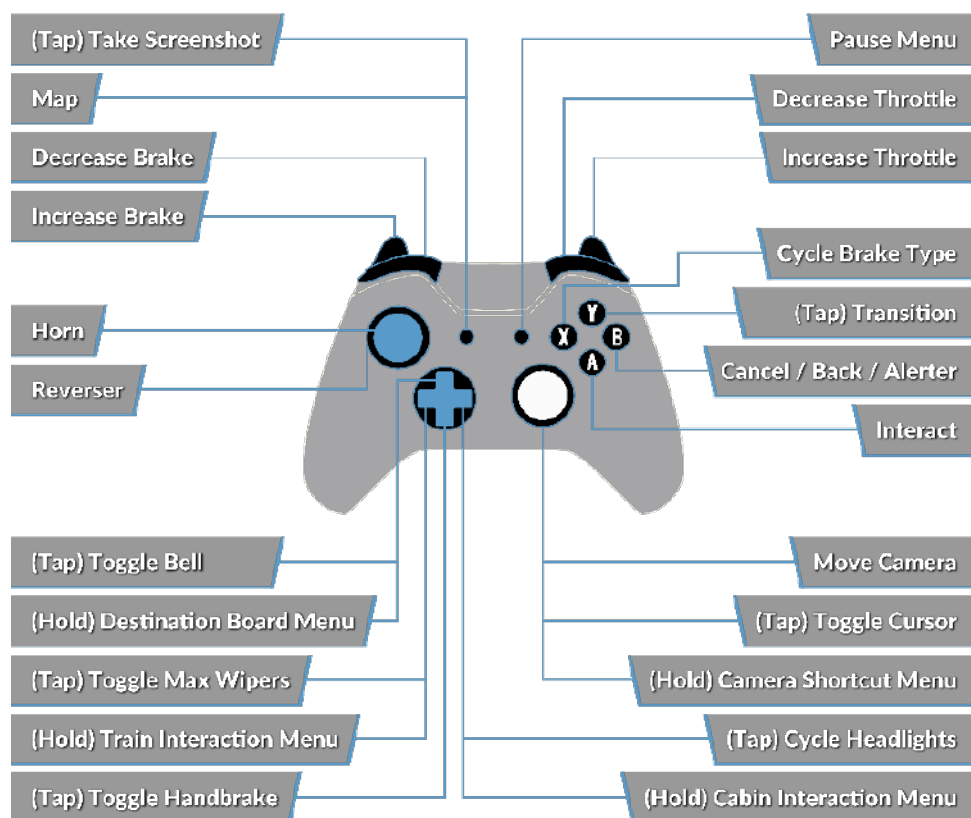 (Tap) Take Screenshot
Map
Decrease Brake
Increase Brake
Horn
Reverser
(Tap) Toggle Bell
(Hold) Destination Board Menu
(Tap) Toggle Max Wipers
(Hold) Train Interaction Menu
(Tap) Toggle Handbrake
Pause Menu
Decrease Throttle
Increase Throttle
Cycle Brake Type
(Tap) Transition
Cancel / Back / Alerter
Interact
Y
X
B
A
Move Camera
(Tap) Toggle Cursor
(Hold) Camera Shortcut Menu
(Tap) Cycle Headlights
(Hold) Cabin Interaction Menu